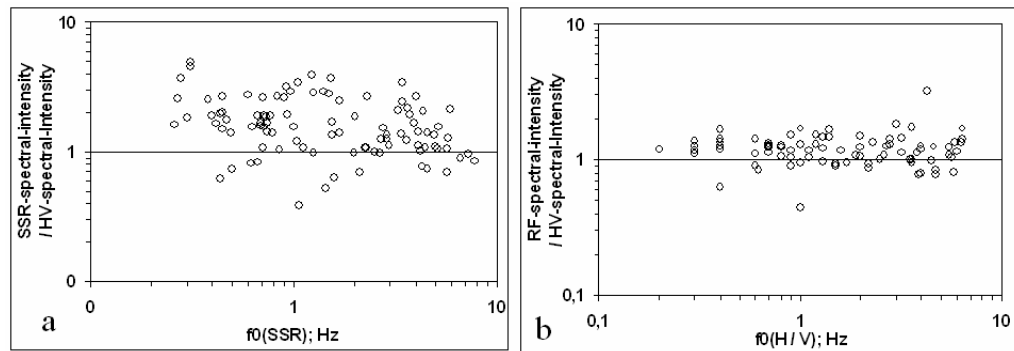 10
1
0
SSR-spectral-intensity
/ HV-spectral-intensity
0
1
10
f0(SSR); Hz
a
10
1
0,1
RF-spectral-intensity
/ HV-spectral-intensity
0,1
1
10
f0(H / V); Hz
b